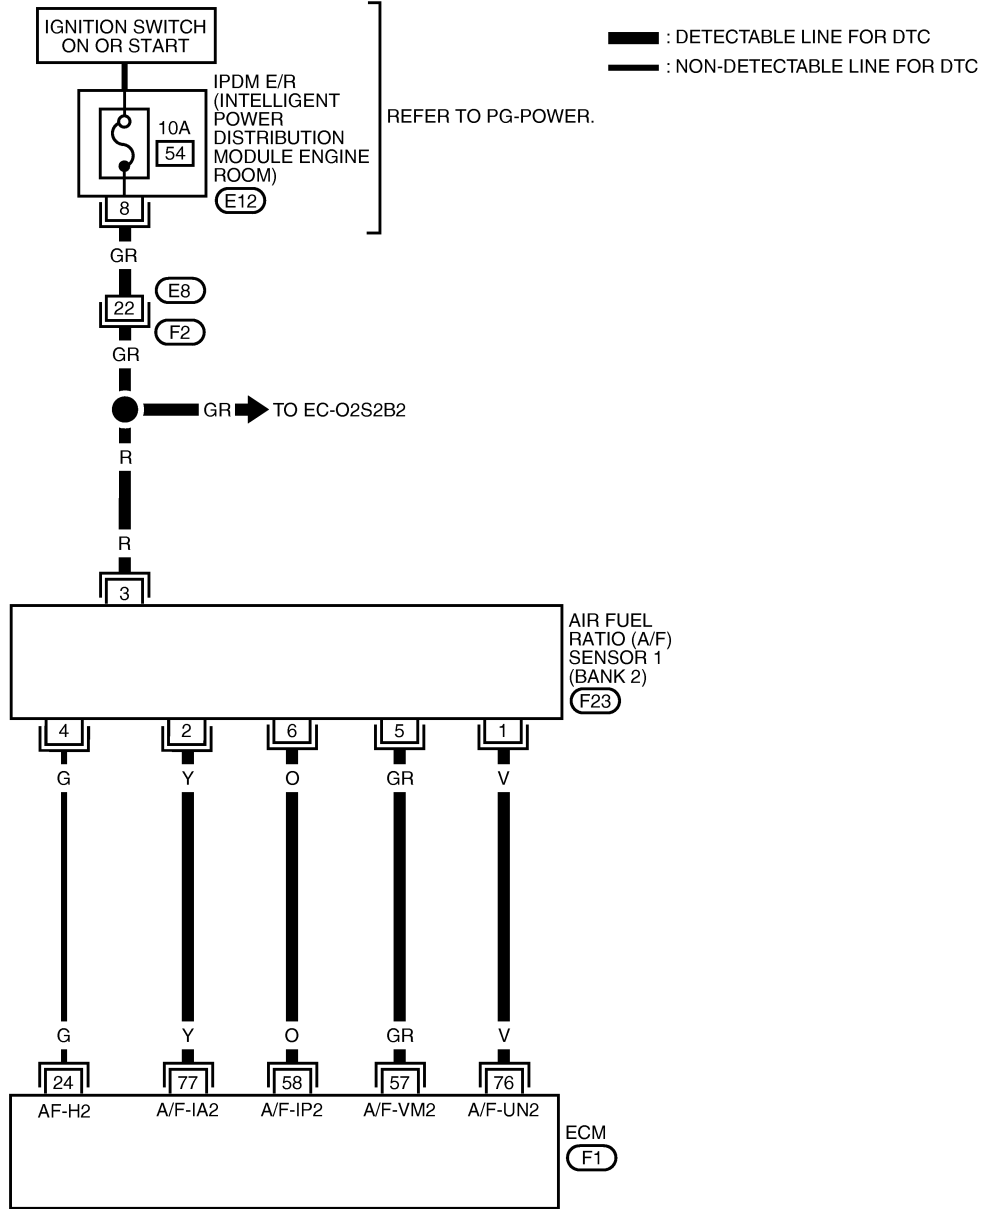 IGNITION SWITCH
ON OR START
: DETECTABLE LINE FOR DTC
: NON-DETECTABLE LINE FOR DTC
IPDM E/R
(INTELLIGENT
POWER
DISTRIBUTION
MODULE ENGINE
ROOM)
E12
10A
54
REFER TO PG-POWER.
8
GR
E8
22
F2
GR
GR
TO EC-O2S2B2
R
R
3
AIR FUEL
RATIO (A/F)
SENSOR 1
(BANK 2)
F23
4 2 6 5 1
G Y O GR V
G Y O GR V
24 77 58 57 76
AF-H2 A/F-IA2 A/F-IP2 A/F-VM2 A/F-UN2
ECM
F1